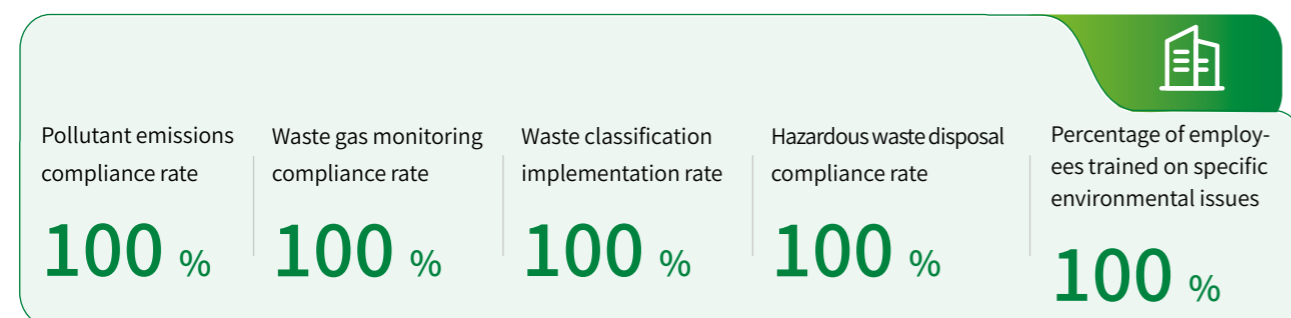 Pollutant emissions
compliance rate
100 %
Waste gas monitoring
compliance rate
100 %
Waste classification
implementation rate
100 %
Hazardous waste disposal
compliance rate
100 %
Percentage of employ-
ees trained on specific
environmental issues
100 %